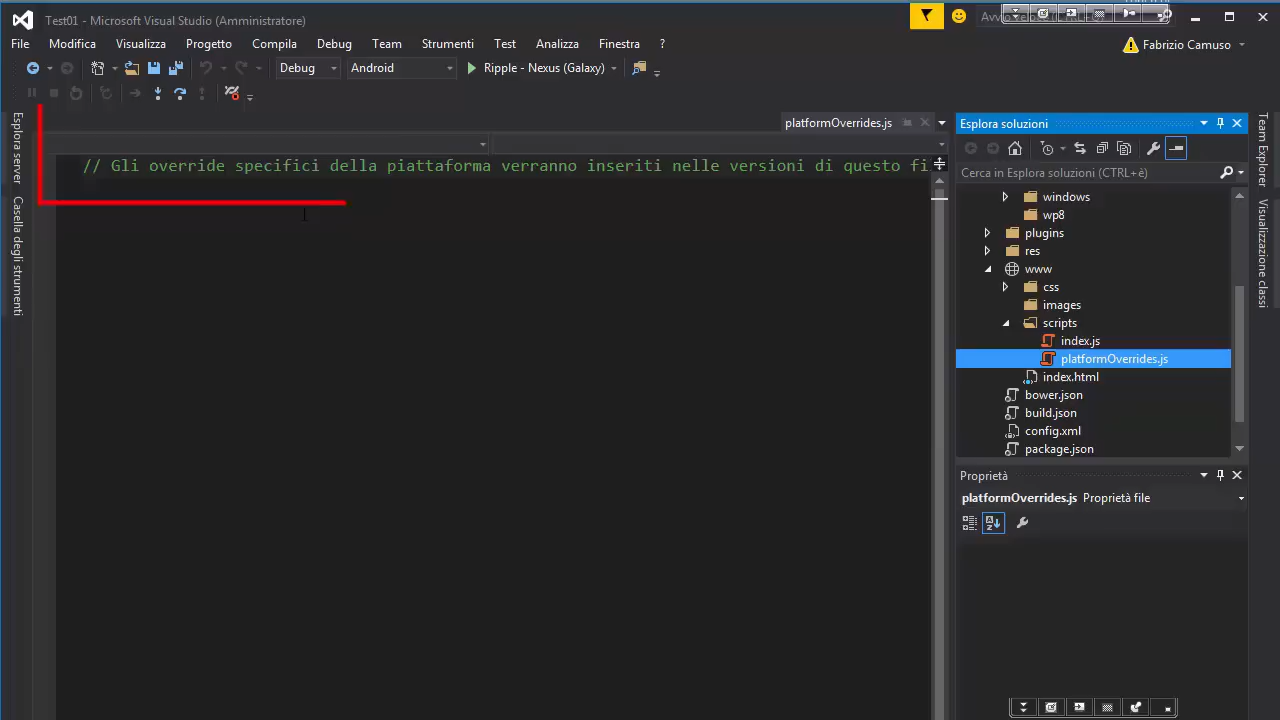 Test01 - Microsoft Visual Studio (Amministratore)
File Modifica Visualizza Progetto Compila Debug Team Strumenti Test Analizza Finestra ?
Fabrizio Camuso
Debug Android Ripple - Nexus (Galaxy)
Esplora server
Casella degli strumenti
platformOverrides.js
// Gli override specifici della piattaforma verranno inseriti nelle versioni di questo fi
Esplora soluzioni
Cerca in Esplora soluzioni (CTRL+è)
windows
wp8
plugins
res
www
css
images
scripts
index.js
platformOverrides.js
index.html
bower.json
build.json
config.xml
package.json
Proprietà
platformOverrides.js Proprietà file
Team Explorer
Visualizzazione classi